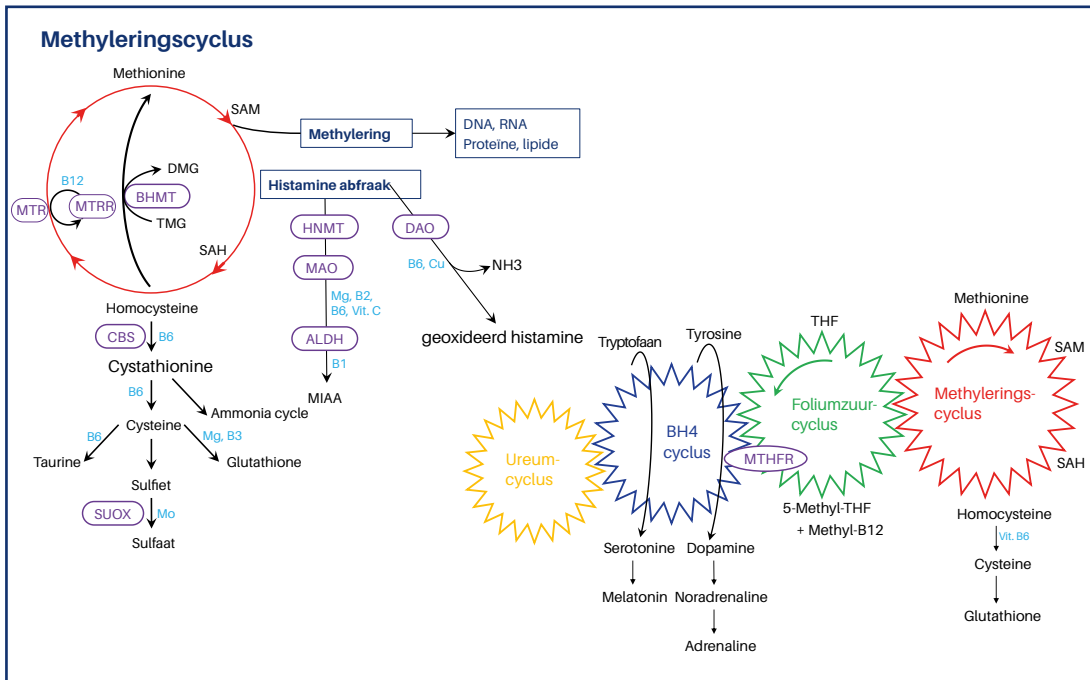 Methyleringscyclus
Methionine
SAM
Methylering
DNA, RNA
Proteïne, lipide
DMG
B12
BHMT
MTR
MTRR
TMG
SAH
Homocysteine
CBS
B6
Cystathionine
B6
Ammonia cycle
Cysteine
B6
Mg, B3
Taurine
Glutathione
Sulfiet
SUOX
Mo
Sulfaat
Histamine abfraak
HNMT
DAO
MAO
B6, Cu
NH3
Mg, B2,
B6, Vit. C
ALDH
B1
MIAA
geoxideerd histamine
Ureum-
cyclus
Tryptofaan
Tyrosine
BH4
cyclus
Serotonine
Dopamine
Melatonin
Noradrenaline
Adrenaline
THF
Foliumzuur-
cyclus
MTHFR
5-Methyl-THF
+ Methyl-B12
Methionine
SAM
Methylerings-
cyclus
SAH
Homocysteine
Vit. B6
Cysteine
Glutathione